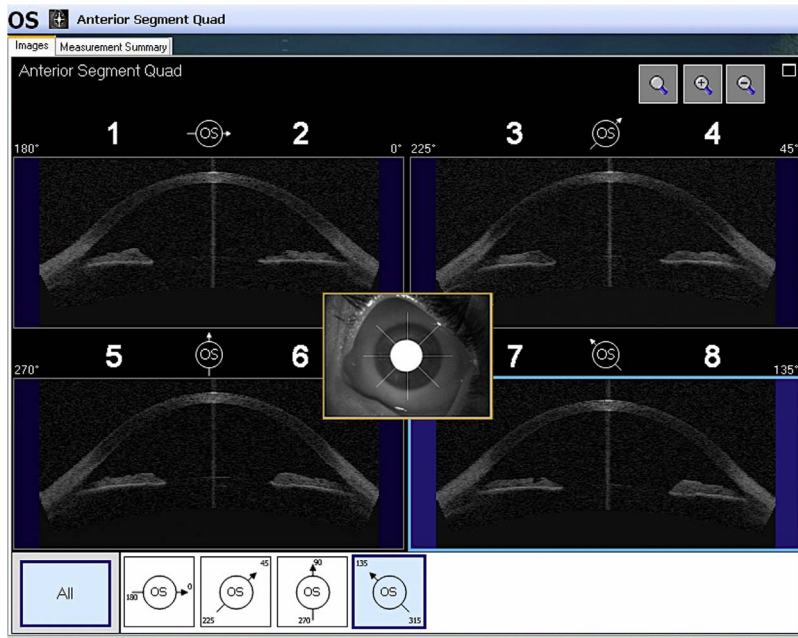 OS Anterior Segment Quad
Images Measurement Summary
Anterior Segment Quad
1 OS 2
180° 0°
3 OS 4
225° 45°
5 OS 6
270°
7 OS 8
135°
All
180 OS 0
45 OS 225
90 OS 270
135 OS 315